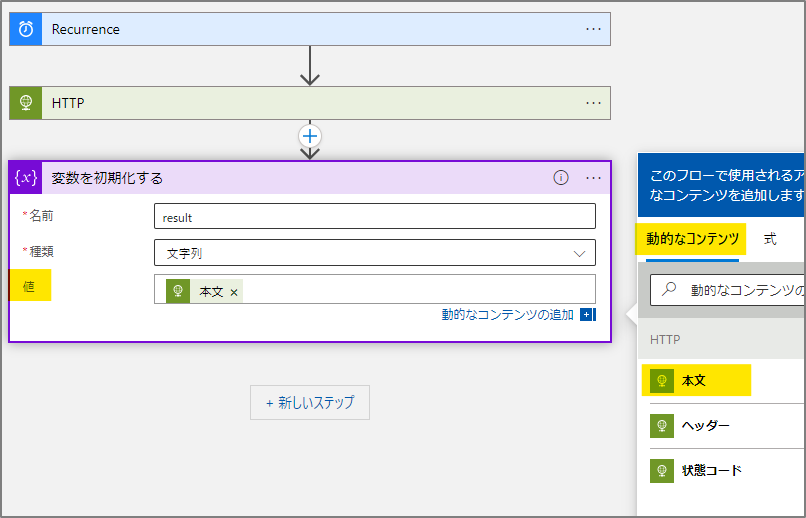 Recurrence
HTTP
{x} 変数を初期化する
*名前 result
*種類 文字列
値 本文 ×
動的なコンテンツの追加
+ 新しいステップ
このフローで使用されるア
なコンテンツを追加します
動的なコンテンツ 式
動的なコンテンツの
HTTP
本文
ヘッダー
状態コード